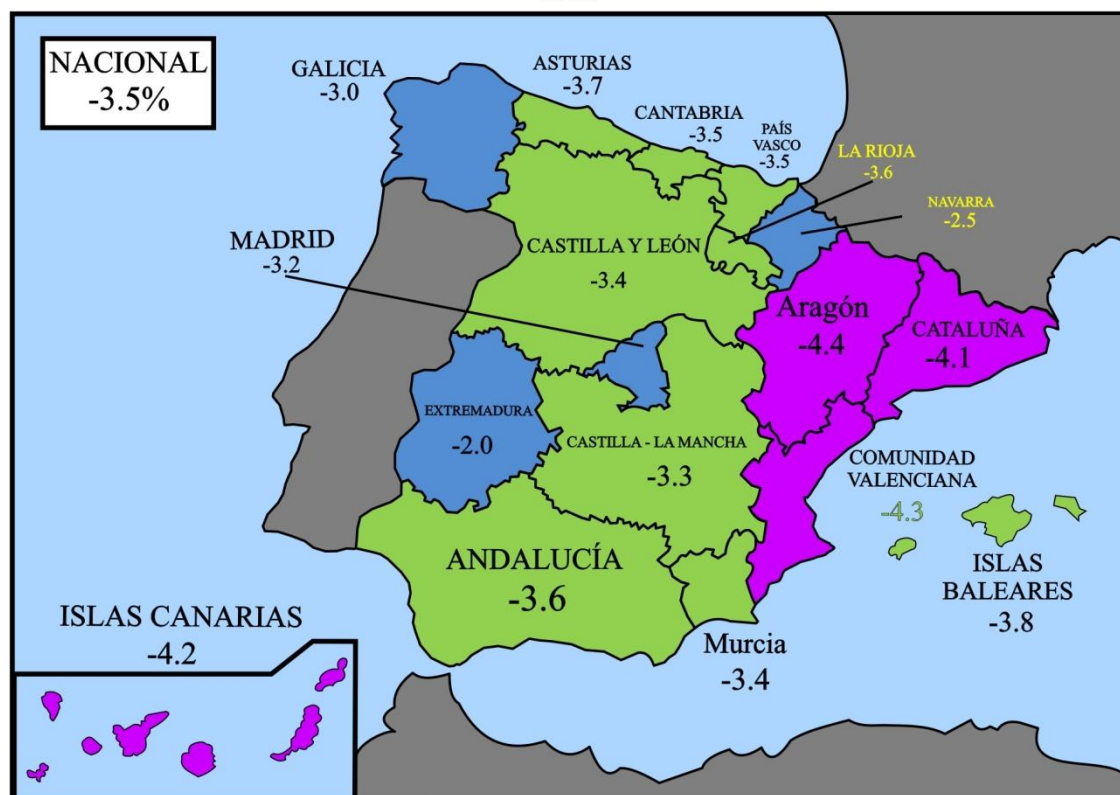 NACIONAL
-3.5%
GALICIA
-3.0
ASTURIAS
-3.7
CANTABRIA
-3.5
PAÍS
VASCO
-3.5
LA RIOJA
-3.6
NAVARRA
-2.5
MADRID
-3.2
CASTILLA Y LEÓN
-3.4
Aragón
-4.4
CATALUÑA
-4.1
EXTREMADURA
-2.0
CASTILLA - LA MANCHA
-3.3
COMUNIDAD
VALENCIANA
-4.3
ANDALUCÍA
-3.6
ISLAS
BALEARES
-3.8
ISLAS CANARIAS
-4.2
Murcia
-3.4